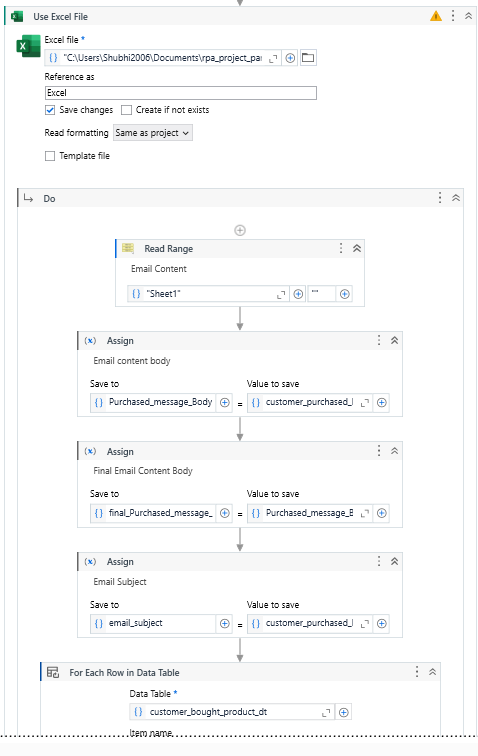 Use Excel File
Excel file *
"C:\Users\Shubhi2006\Documents\rpa_project_pa
Reference as
Excel
Save changes Create if not exists
Read formatting Same as project
Template file
Do
Read Range
Email Content
{} "Sheet1" ""
(x) Assign
Email content body
Save to Value to save
{} Purchased_message_Body = {} customer_purchased_
(x) Assign
Final Email Content Body
Save to Value to save
{} final_Purchased_message_ = {} Purchased_message_B
(x) Assign
Email Subject
Save to Value to save
{} email_subject = {} customer_purchased_
For Each Row in Data Table
Data Table *
{} customer_bought_product_dt
Item name